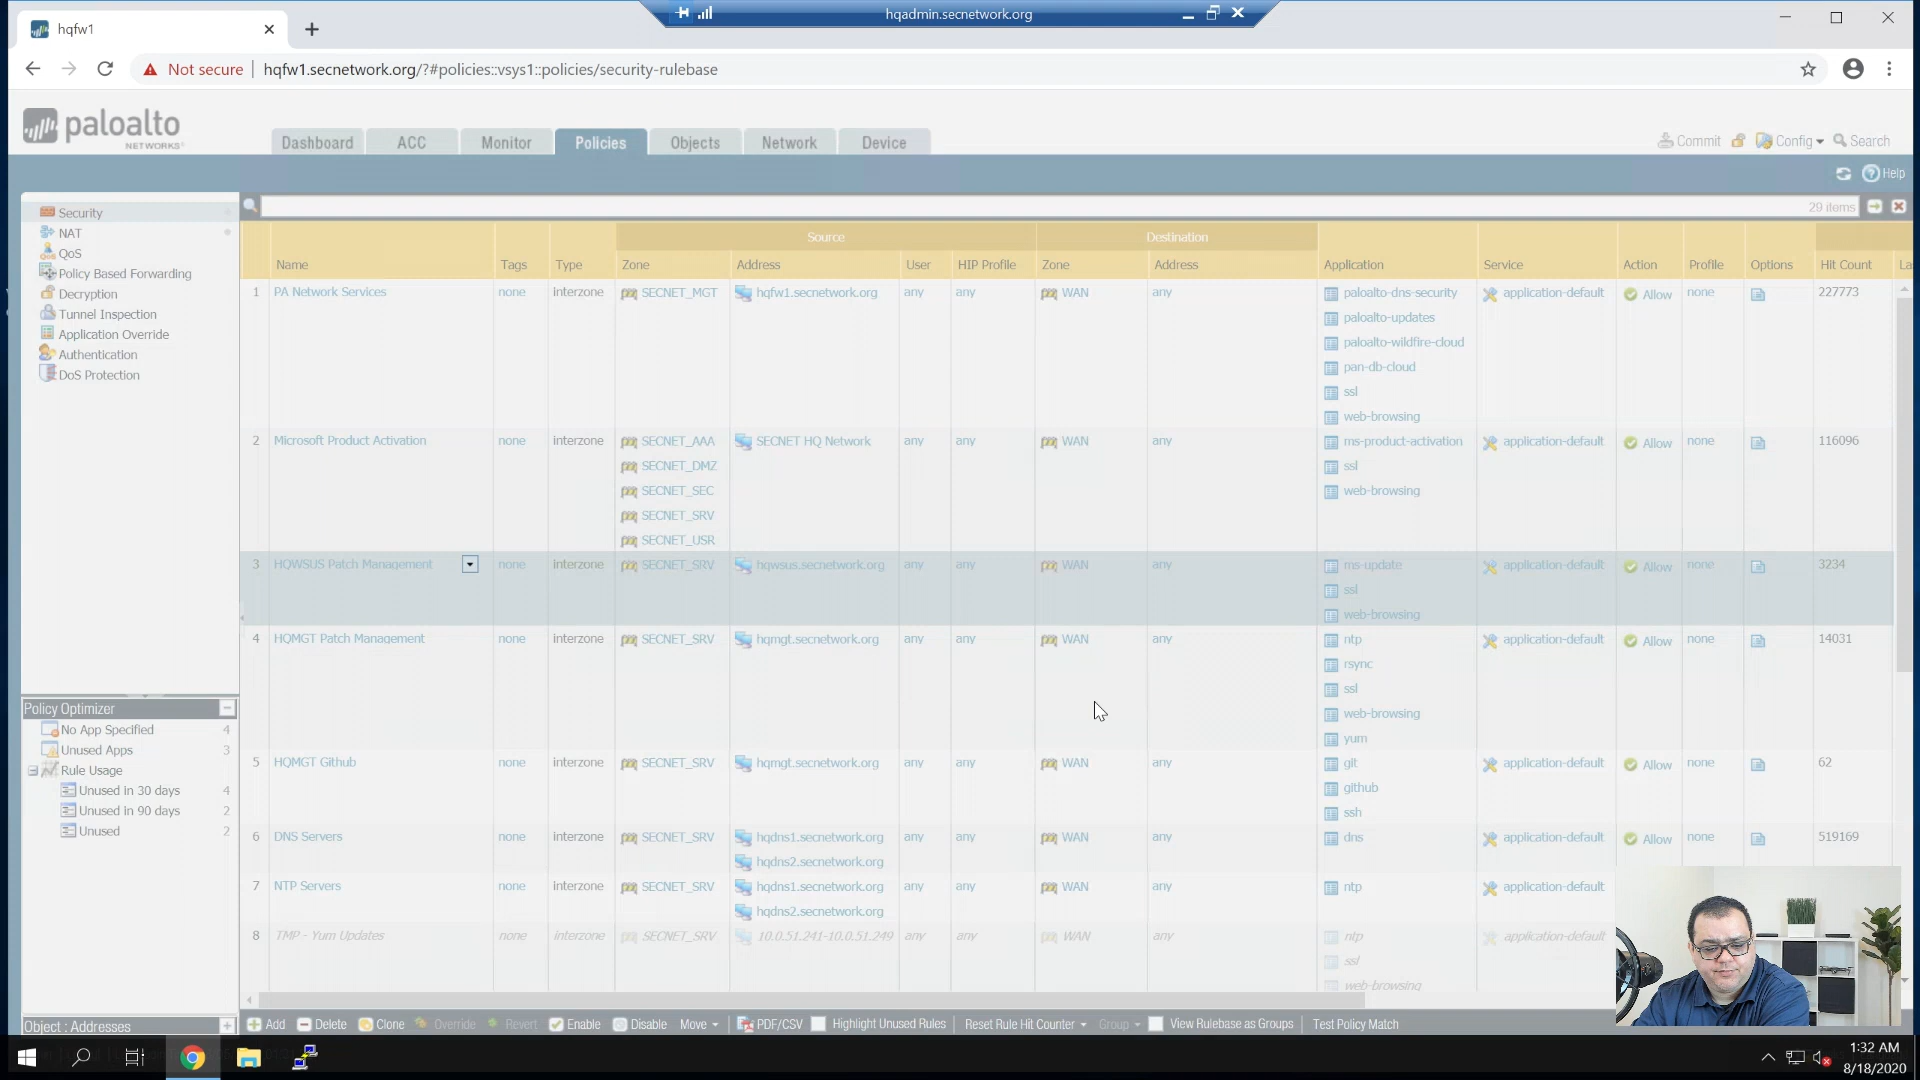 hqfw1
hqadmin.secnetwork.org
Not secure
hqfw1.secnetwork.org/?#policies::vsys1::policies/security-rulebase
paloalto
NETWORKS
Dashboard ACC Monitor Policies Objects Network Device
Commit Config Search
Help
Security
NAT
QoS
Policy Based Forwarding
Decryption
Tunnel Inspection
Application Override
Authentication
DoS Protection
29 items
Source Destination
Name Tags Type Zone Address User HIP Profile Zone Address Application Service Action Profile Options Hit Count La
1 PA Network Services none interzone SECNET_MGT hqfw1.secnetwork.org any any WAN any paloalto-dns-security application-default Allow none 227773
paloalto-updates
paloalto-wildfire-cloud
pan-db-cloud
ssl
web-browsing
2 Microsoft Product Activation none interzone SECNET_AAA SECNET HQ Network any any WAN any ms-product-activation application-default Allow none 116096
SECNET_DMZ ssl
SECNET_SEC web-browsing
SECNET_SRV
SECNET_USR
3 HQWSUS Patch Management none interzone SECNET_SRV hqwsus.secnetwork.org any any WAN any ms-update application-default Allow none 3234
ssl
web-browsing
4 HQMGT Patch Management none interzone SECNET_SRV hqmgt.secnetwork.org any any WAN any ntp application-default Allow none 14031
rsync
ssl
web-browsing
yum
5 HQMGT Github none interzone SECNET_SRV hqmgt.secnetwork.org any any WAN any git application-default Allow none 62
github
ssh
6 DNS Servers none interzone SECNET_SRV hqdns1.secnetwork.org any any WAN any dns application-default Allow none 519169
hqdns2.secnetwork.org
7 NTP Servers none interzone SECNET_SRV hqdns1.secnetwork.org any any WAN any ntp application-default
hqdns2.secnetwork.org
8 TMP - Yum Updates none interzone SECNET_SRV 10.0.51.241-10.0.51.249 any any WAN any ntp application-default
ssl
web-browsing
Policy Optimizer
No App Specified 4
Unused Apps 3
Rule Usage
Unused in 30 days 4
Unused in 90 days 2
Unused 2
Object : Addresses
Add Delete Clone Override Revert Enable Disable Move PDF/CSV Highlight Unused Rules Reset Rule Hit Counter Group View Rulebase as Groups Test Policy Match
1:32 AM
8/18/2020